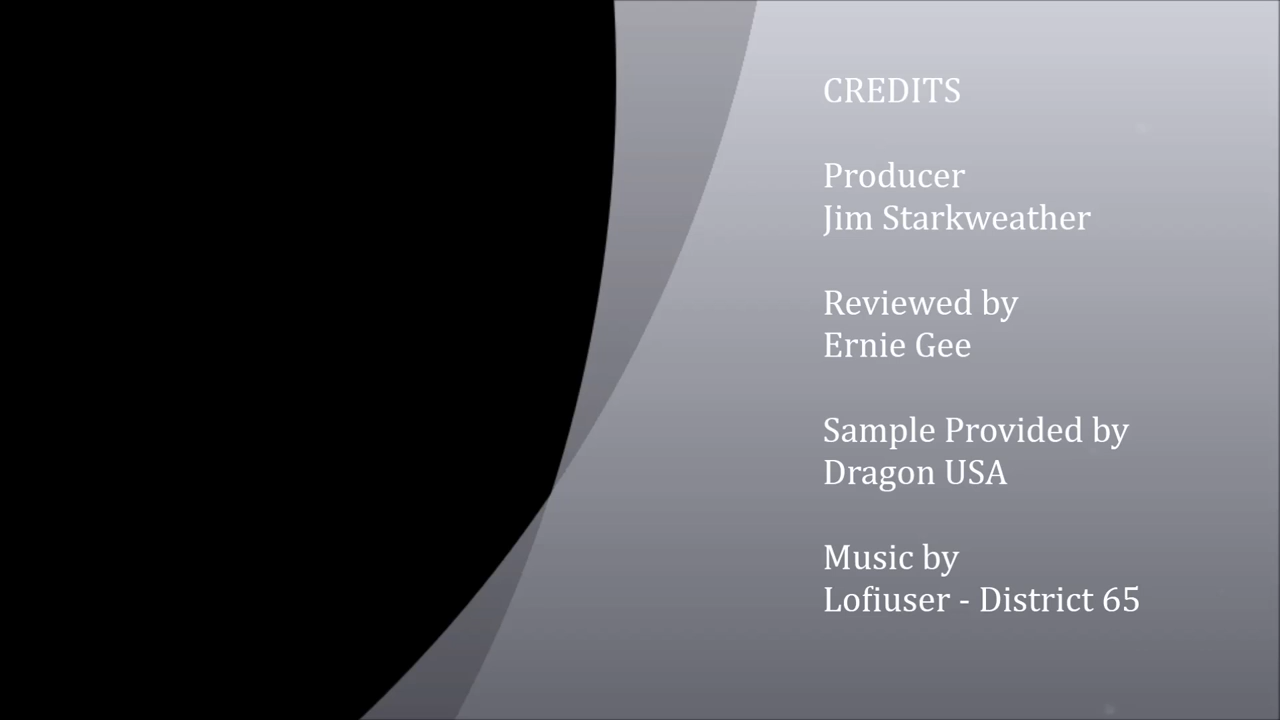 CREDITS
Producer
Jim Starkweather
Reviewed by
Ernie Gee
Sample Provided by
Dragon USA
Music by
Lofiuser - District 65